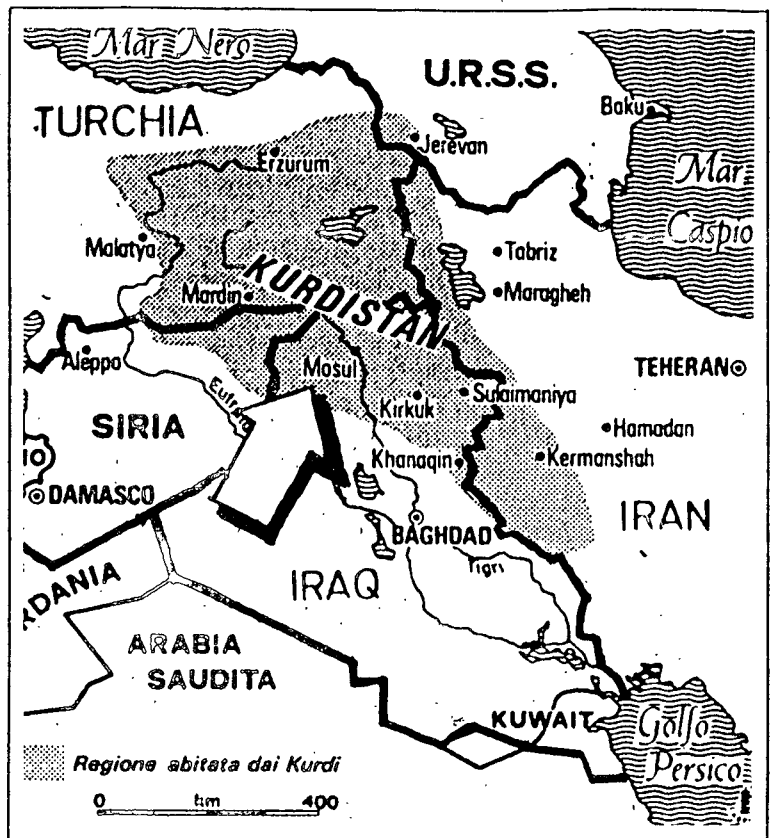 Mar Nero
U.R.S.S.
Baku
TURCHIA
Jerevan
Erzurum
Mar
Caspio
Malatya
Tabriz
KURDISTAN
Mardin
Maragheh
Aleppo
Mosul
TEHERAN
Eufrate
Kirkuk
Sulaimaniya
SIRIA
Hamadan
Khanaqin
Kermanshah
DAMASCO
BAGHDAD
IRAN
Tigri
IRAQ
RDANIA
ARABIA
SAUDITA
KUWAIT
Golfo
Persico
Regione abitata dai Kurdi
0 km 400